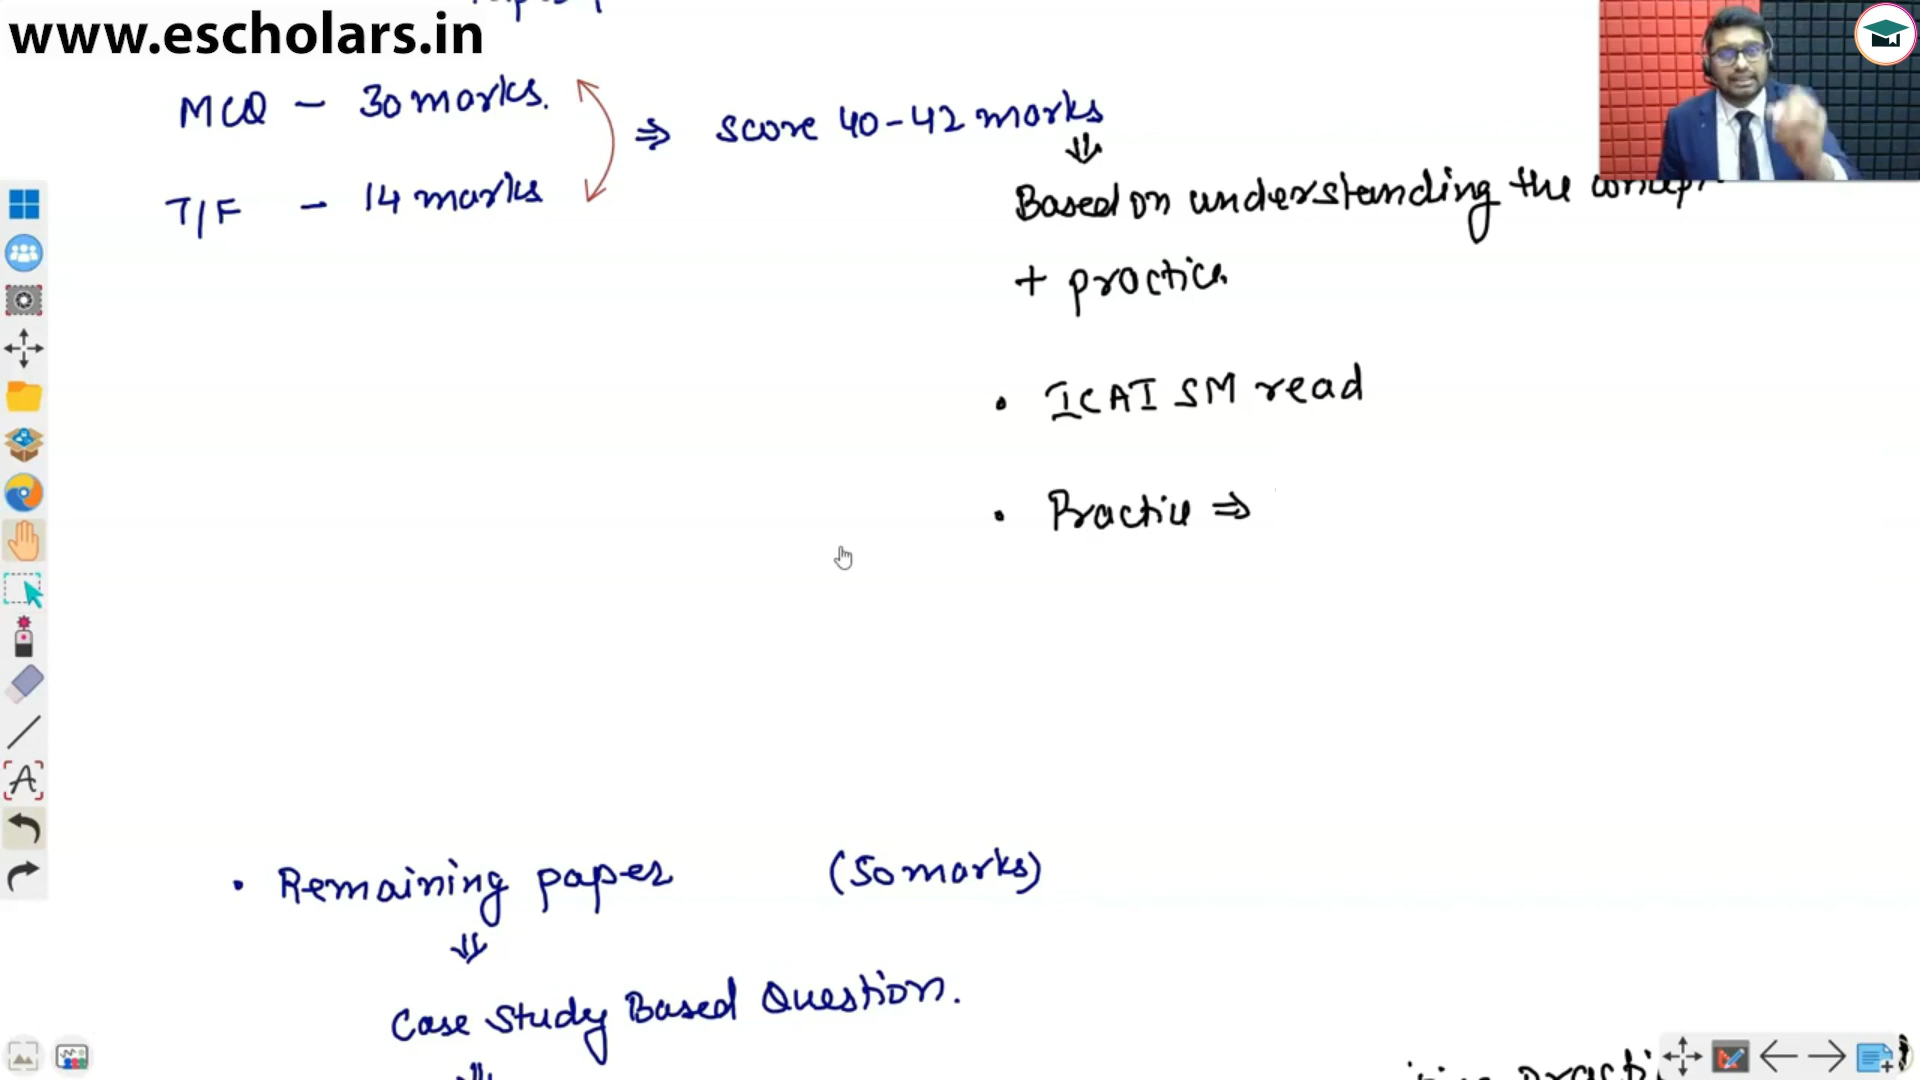 www.escholars.in
MCQ - 30 marks.
⇒ score 40-42 marks
T/F - 14 marks
Based on understanding the concept
+ practice
• ICAI SM read
• Practice ⇒
• Remaining paper (50 marks)
Case Study Based Question.